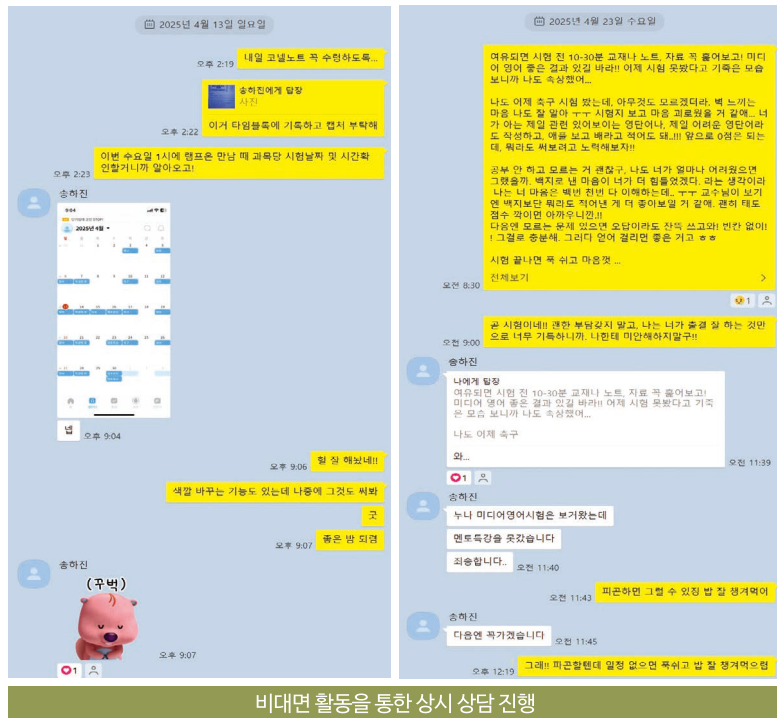 2025년 4월 13일 일요일
내일 코넬노트 꼭 수령하도록...
오후 2:19
송하진에게 답장
사진
이거 타임블록에 기록하고 캡처 부탁해
오후 2:22
이번 수요일 1시에 램프은 만남 때 과목당 시험날짜 및 시간확
인할거니까 알아오고!
오후 2:23
송하진
9:04
2025년 4월
넵
오후 9:04
헐 잘 해놨네!!
오후 9:06
색깔 바꾸는 기능도 있는데 나중에 그것도 써봐
굿
좋은 밤 되렴
오후 9:07
송하진
(꾸벅)
오후 9:07
1
2025년 4월 23일 수요일
여유되면 시험 전 10-30분 교재나 노트, 자료 꼭 훑어보고! 미디
어 영어 좋은 결과 있길 바라!! 어제 시험 못봤다고 기죽은 모습
보니까 나도 속상했어...
나도 어제 축구 시험 봤는데, 아무것도 모르겠더라. 벽 느끼는
마음 나도 잘 알아 ㅜㅜ 시험지 보고 마음 괴로웠을 거 같애... 너
가 아는 제일 관련 있어보이는 영단어나, 제일 어려운 영단어라
도 작성하고, 애플 보고 배라고 적어도 돼..!!! 앞으로 0점은 되는
데, 뭐라도 써보려고 노력해보자!!
공부 안 하고 모르는 거 괜찮구, 나도 너가 얼마나 어려웠으면
그랬을까. 백지로 낸 마음이 너가 더 힘들었겠다. 라는 생각이라
나는 너 마음은 백번 천번 다 이해하는데.. ㅜㅜ 교수님이 보기
엔 백지보단 뭐라도 적어낸 게 더 좋아보일 거 같애. 괜히 태도
점수 깎이면 아까우니깐.!!
다음엔 모르는 문제 있으면 오답이라도 잔뜩 쓰고와! 빈칸 없이!
! 그걸로 충분해. 그러다 얻어 걸리면 좋은 거고 ㅎㅎ
시험 끝나면 푹 쉬고 마음껏 ...
전체보기
오전 8:30
1
곧 시험이네!! 괜한 부담갖지 말고, 나는 너가 출결 잘 하는 것만
으로 너무 기특하니까. 나한테 미안해하지말구!!
오전 9:00
송하진
나에게 답장
여유되면 시험 전 10-30분 교재나 노트, 자료 꼭 훑어보고!
미디어 영어 좋은 결과 있길 바라!! 어제 시험 못봤다고 기죽
은 모습 보니까 나도 속상했어...
나도 어제 축구
와...
오전 11:39
1
송하진
누나 미디어영어시험은 보거왔는데
멘토특강을 못갔습니다
죄송합니다..
오전 11:40
피곤하면 그럴 수 있징 밥 잘 챙겨먹어
오전 11:43
송하진
다음엔 꼭가겠습니다
오전 11:45
그래!! 피곤할텐데 일정 없으면 푹쉬고 밥 잘 챙겨먹으렴
오후 12:19
비대면 활동을 통한 상시 상담 진행